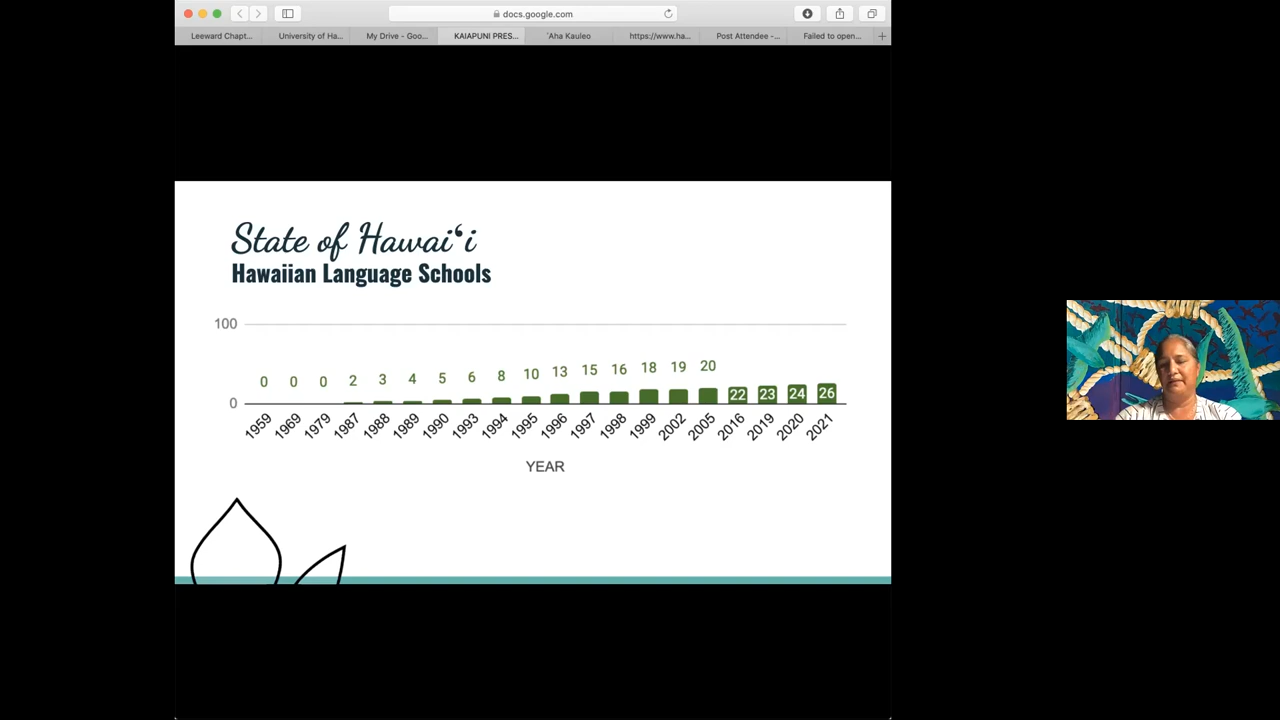 docs.google.com
Leeward Chapt...
University of Ha...
My Drive - Goo...
KAIAPUNI PRES...
ʻAha Kauleo
https://www.ha...
Post Attendee -...
Failed to open...
State of Hawaiʻi
Hawaiian Language Schools
100
0 0 0 2 3 4 5 6 8 10 13 15 16 18 19 20 22 23 24 26
0
1959 1969 1979 1987 1988 1989 1990 1993 1994 1995 1996 1997 1998 1999 2002 2005 2016 2019 2020 2021
YEAR